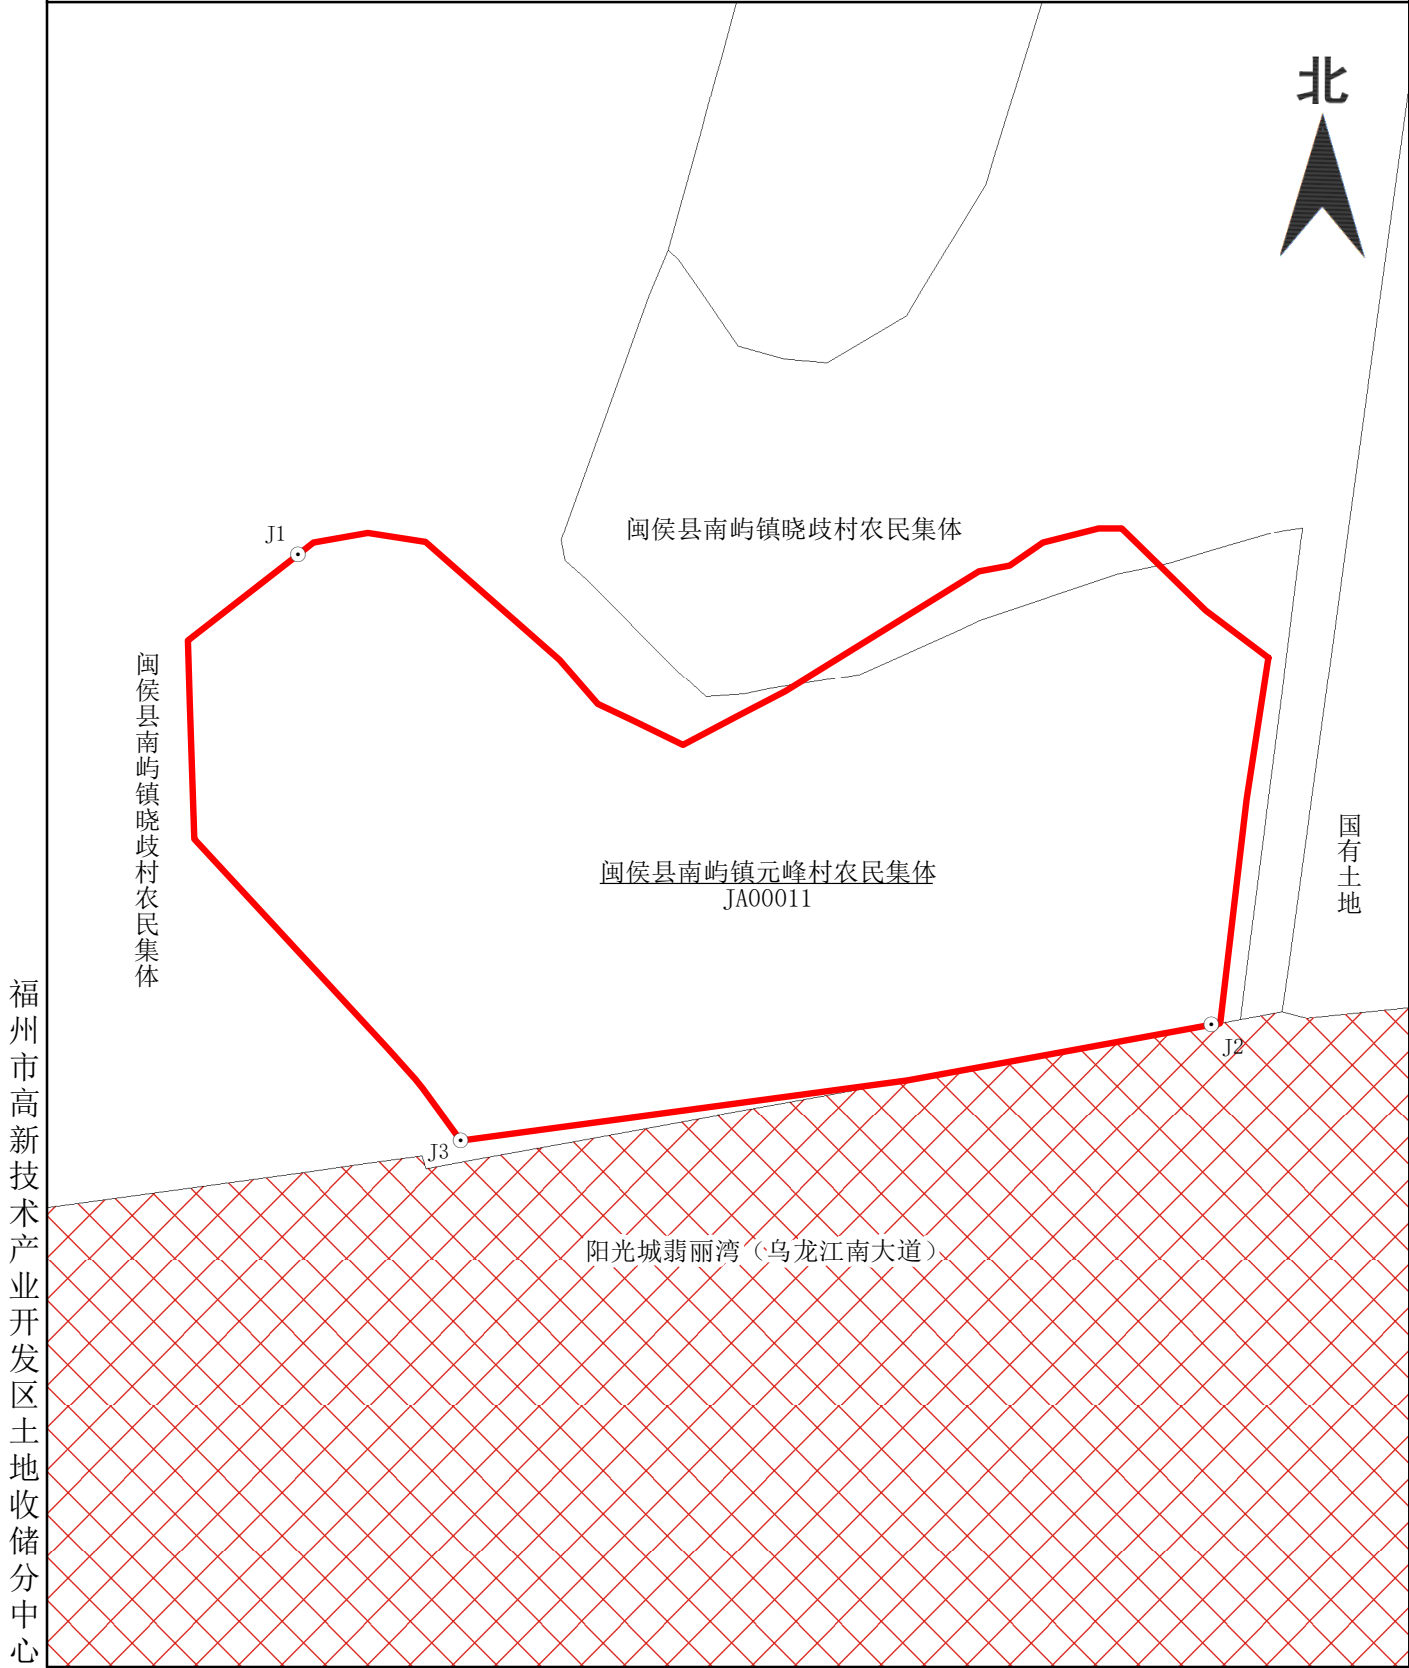 北
J1
闽侯县南屿镇晓歧村农民集体
闽侯县南屿镇晓歧村农民集体
国有土地
闽侯县南屿镇元峰村农民集体
JA00011
J2
J3
阳光城翡丽湾（乌龙江南大道）
福州市高新技术产业开发区土地收储分中心